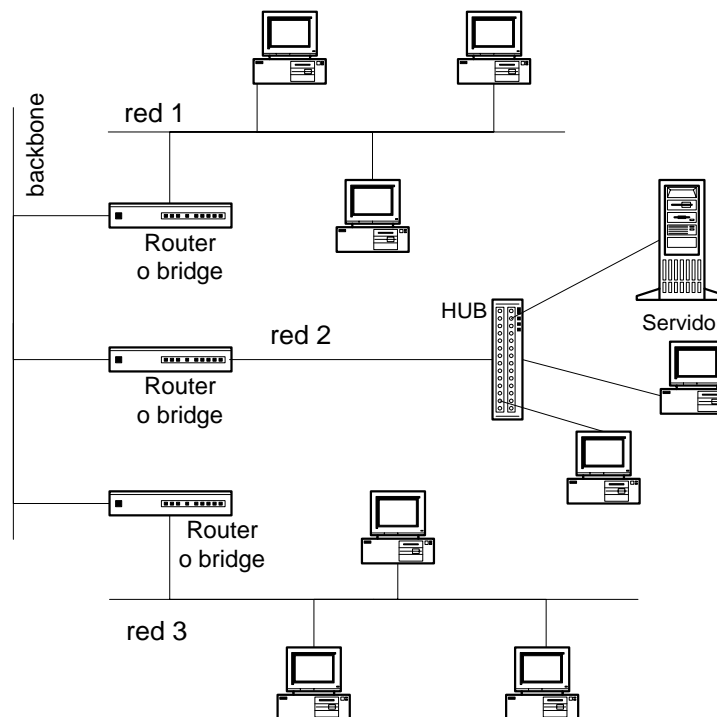 backbone
red 1
Router
o bridge
HUB
Servido
red 2
Router
o bridge
Router
o bridge
red 3